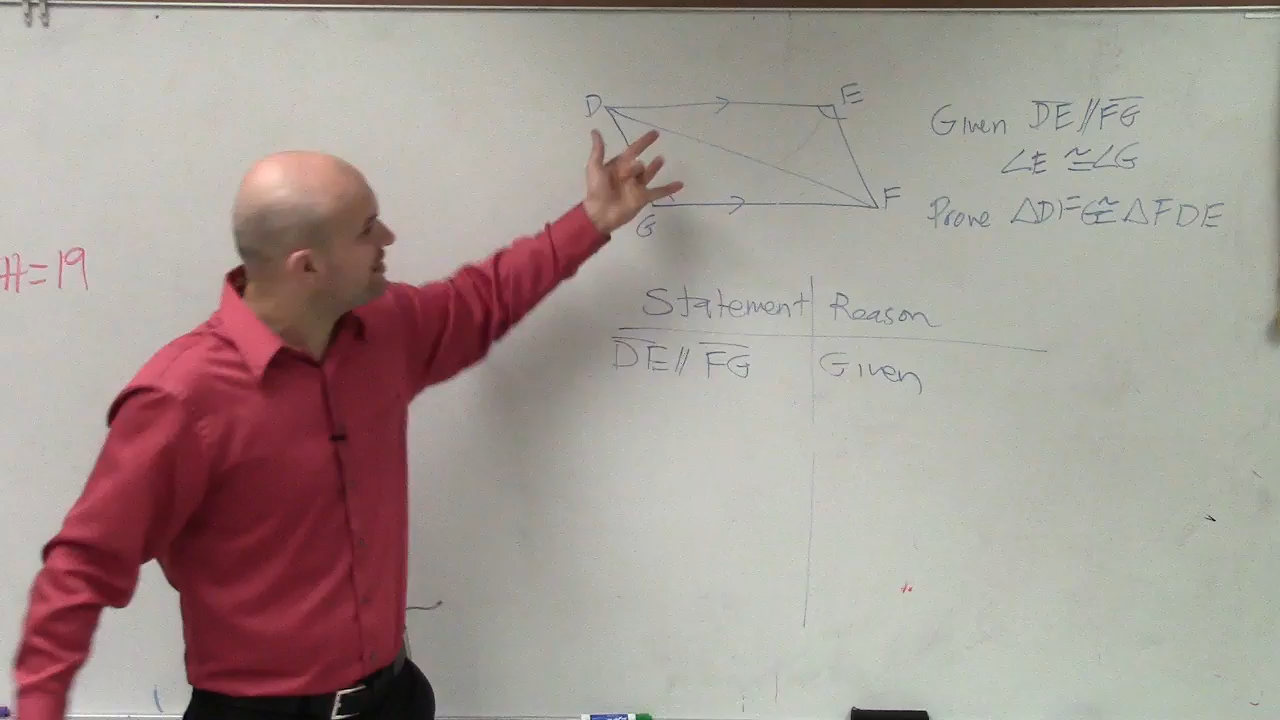 D
E
G
F
Given DE // FG
∠E ≅ ∠G
Prove △DFG ≅ △FDE
H=19
Statement Reason
DE // FG Given